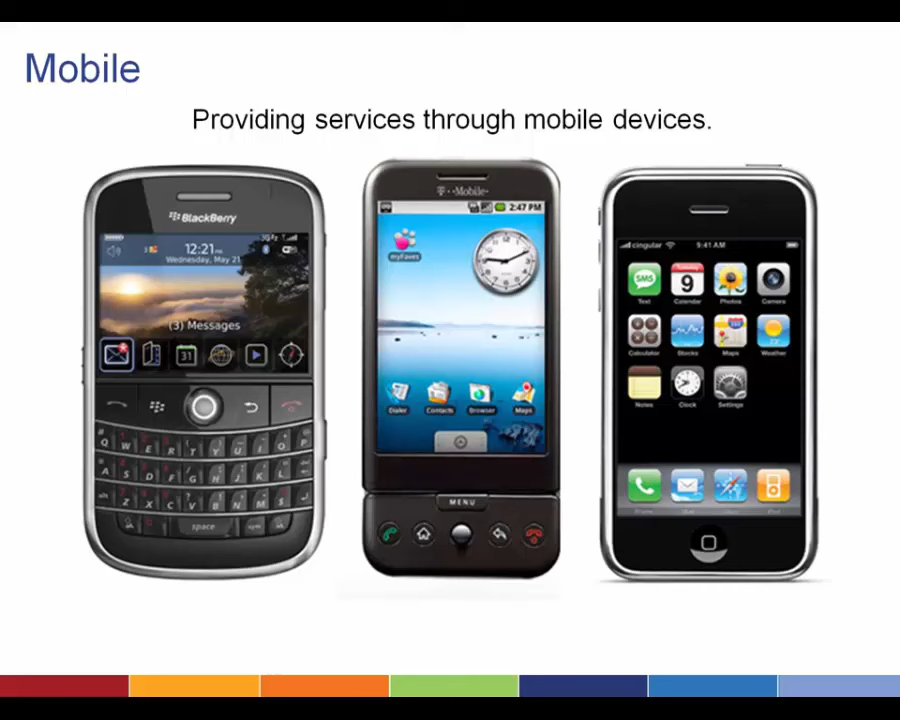 Mobile
Providing services through mobile devices.
BlackBerry
12:21
Wednesday, May 21
(3) Messages
31
Q W E R T Y U I O P
A S D F G H J K L
Z X C V B N M
space
T-Mobile
2:47 PM
myFaves
Dialer Contacts Browser Maps
MENU
cingular 9:41 AM
SMS
9
Text Calendar Photos Camera
Calculator Stocks Maps Weather
Notes Clock Settings